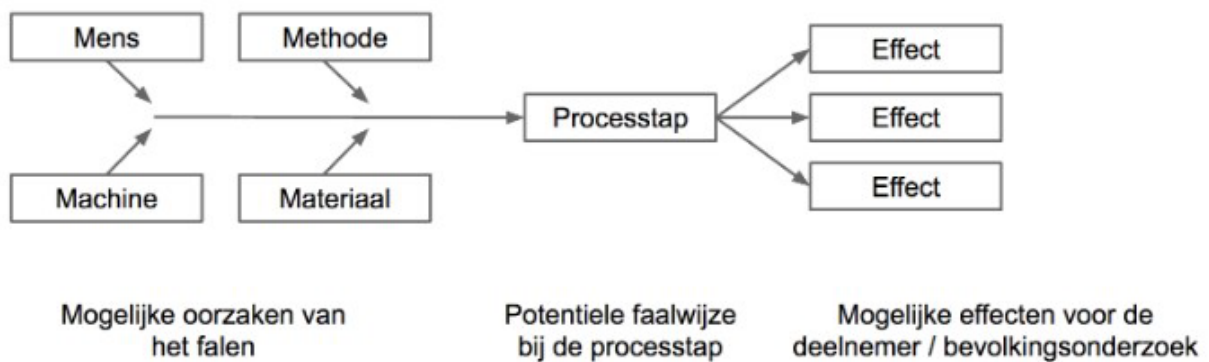 Mens
Methode
Effect
Processtap
Effect
Effect
Machine
Materiaal
Mogelijke oorzaken van
het falen
Potentiele faalwijze
bij de processtap
Mogelijke effecten voor de
deelnemer / bevolkingsonderzoek